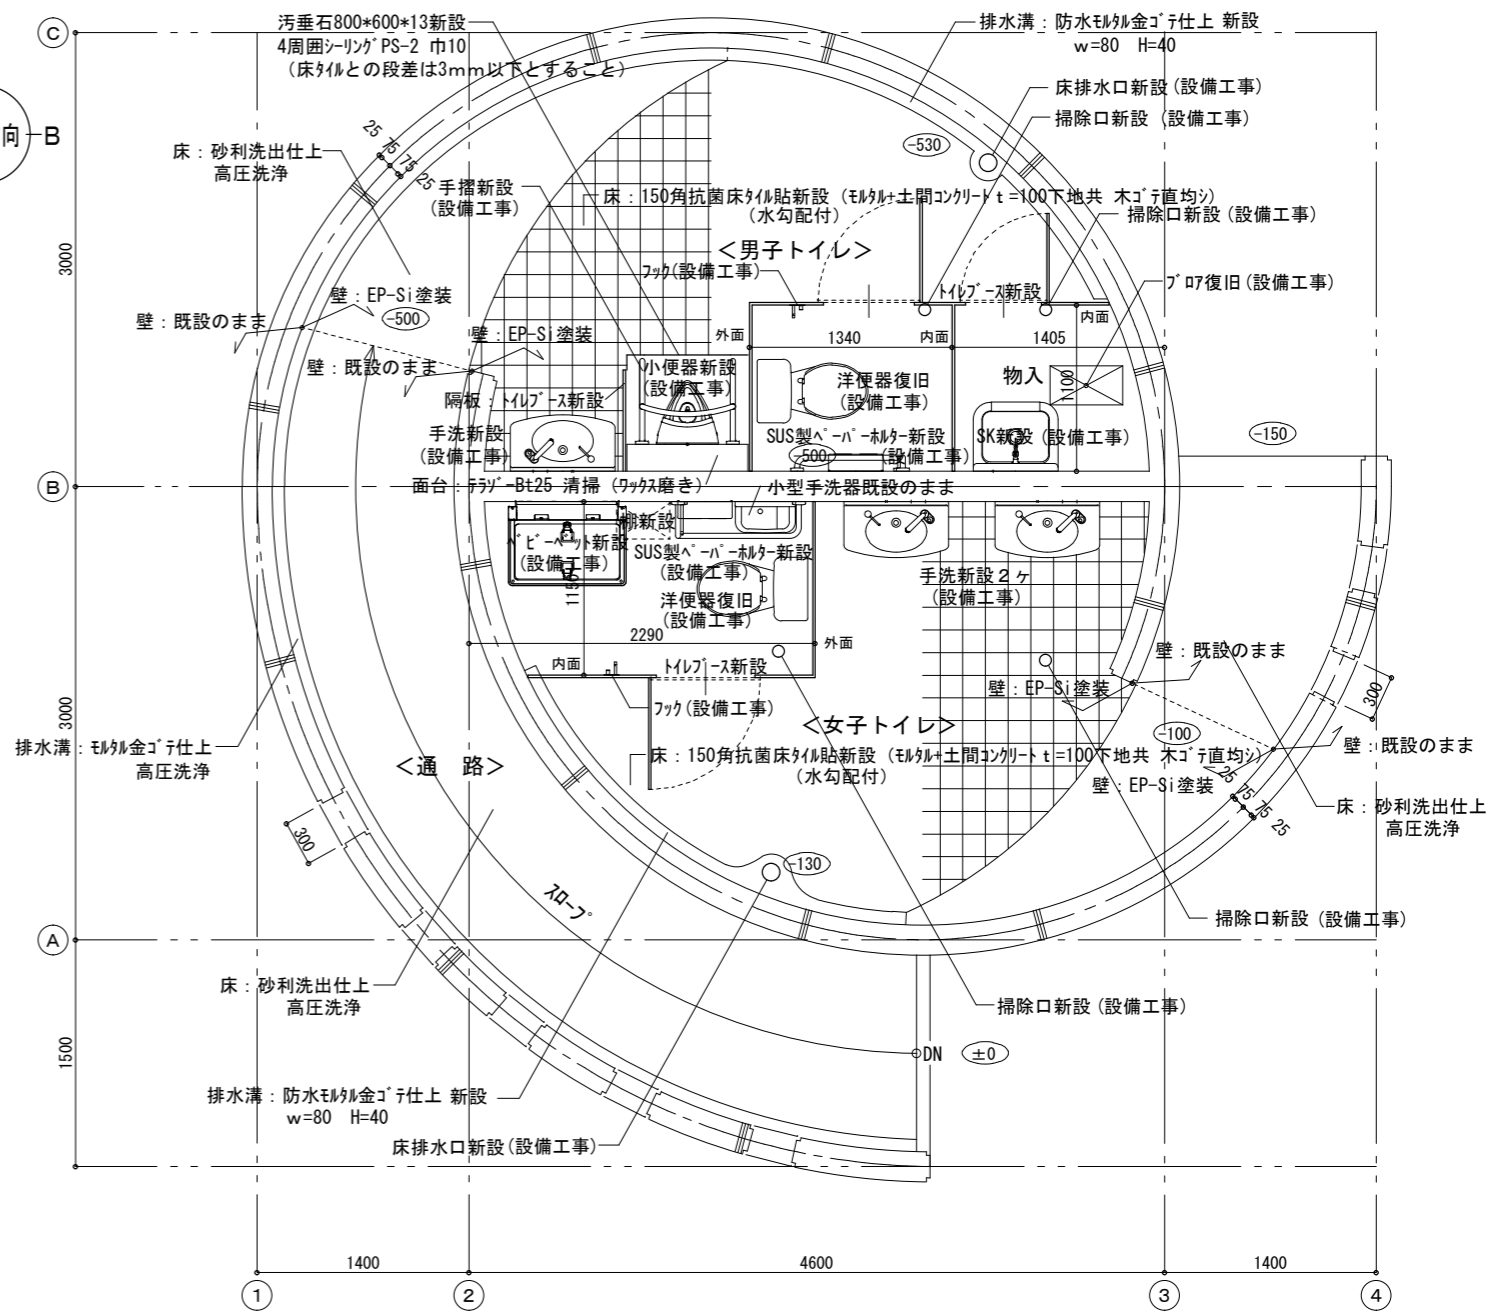 C
汚垂石800*600*13新設
4周囲シーリングPS-2 巾10
(床タイルとの段差は3mm以下とすること)
排水溝：防水モルタル金ゴテ仕上 新設
w=80 H=40
床排水口新設(設備工事)
掃除口新設 (設備工事)
向
B
床：砂利洗出仕上
高圧洗浄
25
75
75
25
-530
手摺新設
(設備工事)
床：150角抗菌床タイル貼新設 (モルタル+土間コンクリート t=100下地共 木ゴテ直均シ)
(水勾配付)
掃除口新設(設備工事)
3000
＜男子トイレ＞
フック(設備工事)
トイレブース新設
ブロア復旧(設備工事)
壁：EP-Si塗装
-500
壁：既設のまま
壁：EP-Si塗装
外面
1340
内面
1405
内面
壁：既設のまま
小便器新設
(設備工事)
洋便器復旧
(設備工事)
物入
1100
隔板：トイレブース新設
手洗新設
(設備工事)
SUS製ペーパーホルダー新設
(設備工事)
SK新設 (設備工事)
-500
-150
B
面台：テラゾーBt25 清掃 (ワックス磨き)
小型手洗器既設のまま
棚新設
ベビーベット新設
(設備工事)
SUS製ペーパーホルダー新設
(設備工事)
1150
手洗新設２ヶ
(設備工事)
洋便器復旧
(設備工事)
2290
外面
内面
トイレブース新設
壁：既設のまま
壁：EP-Si塗装
300
フック(設備工事)
＜女子トイレ＞
-100
3000
排水溝：モルタル金ゴテ仕上
高圧洗浄
＜通 路＞
床：150角抗菌床タイル貼新設 (モルタル+土間コンクリート t=100下地共 木ゴテ直均シ)
(水勾配付)
壁：既設のまま
壁：EP-Si塗装
25
75
75
25
床：砂利洗出仕上
高圧洗浄
300
-130
スロープ
掃除口新設(設備工事)
A
床：砂利洗出仕上
高圧洗浄
掃除口新設(設備工事)
1500
DN
±0
排水溝：防水モルタル金ゴテ仕上 新設
w=80 H=40
床排水口新設(設備工事)
1400
4600
1400
1
2
3
4